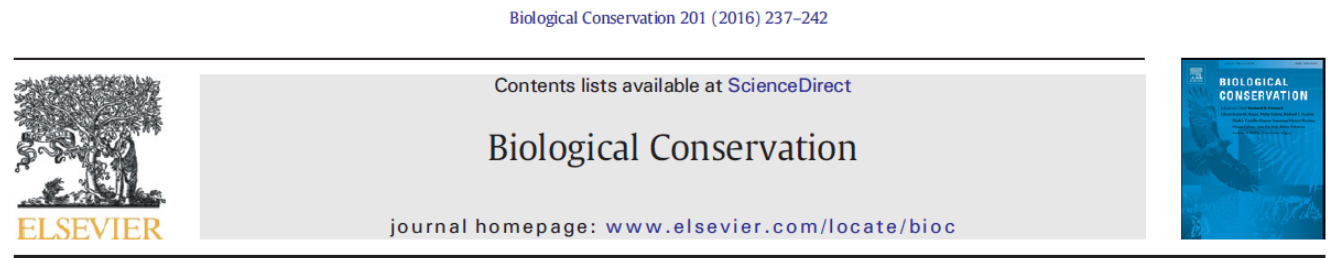 Biological Conservation 201 (2016) 237–242
Contents lists available at ScienceDirect
Biological Conservation
journal homepage: www.elsevier.com/locate/bioc
ELSEVIER
BIOLOGICAL
CONSERVATION